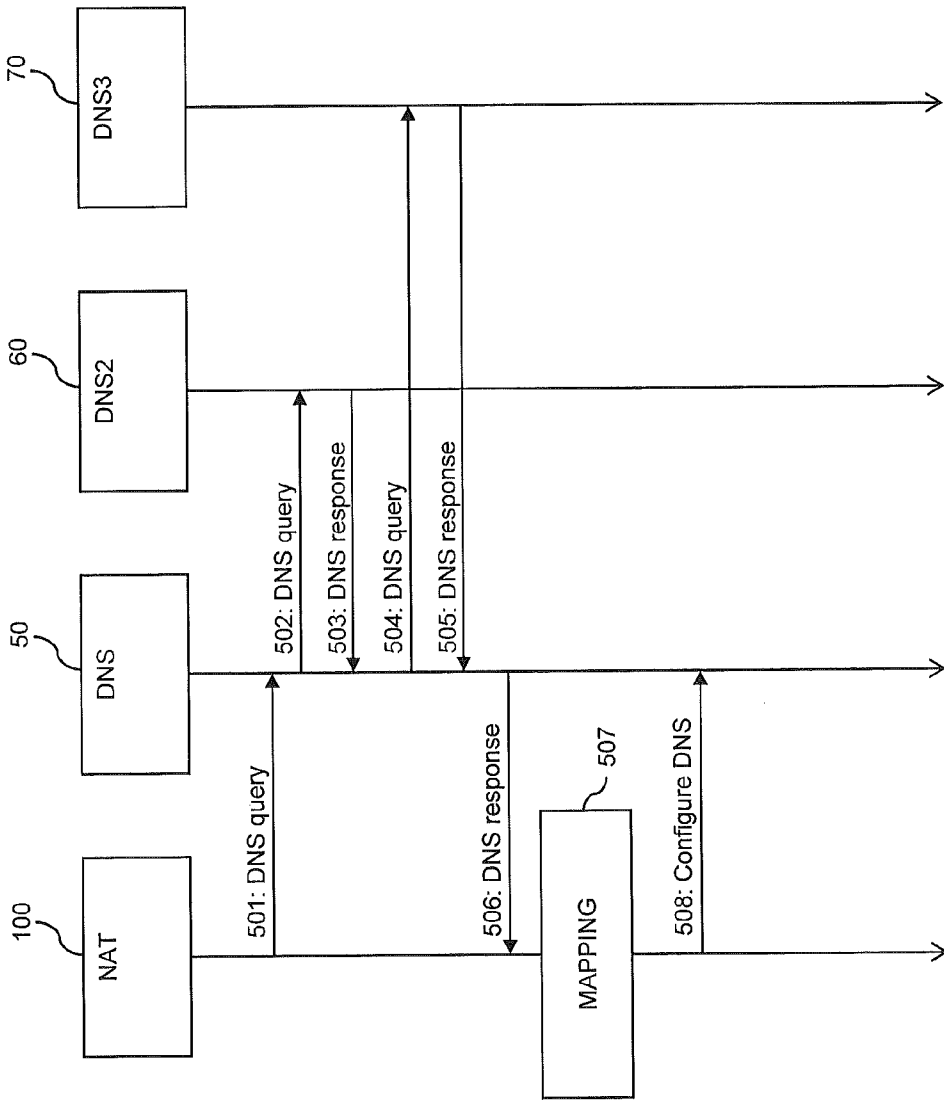 100
NAT
50
DNS
60
DNS2
70
DNS3
501: DNS query
502: DNS query
503: DNS response
504: DNS query
505: DNS response
506: DNS response
MAPPING
507
508: Configure DNS